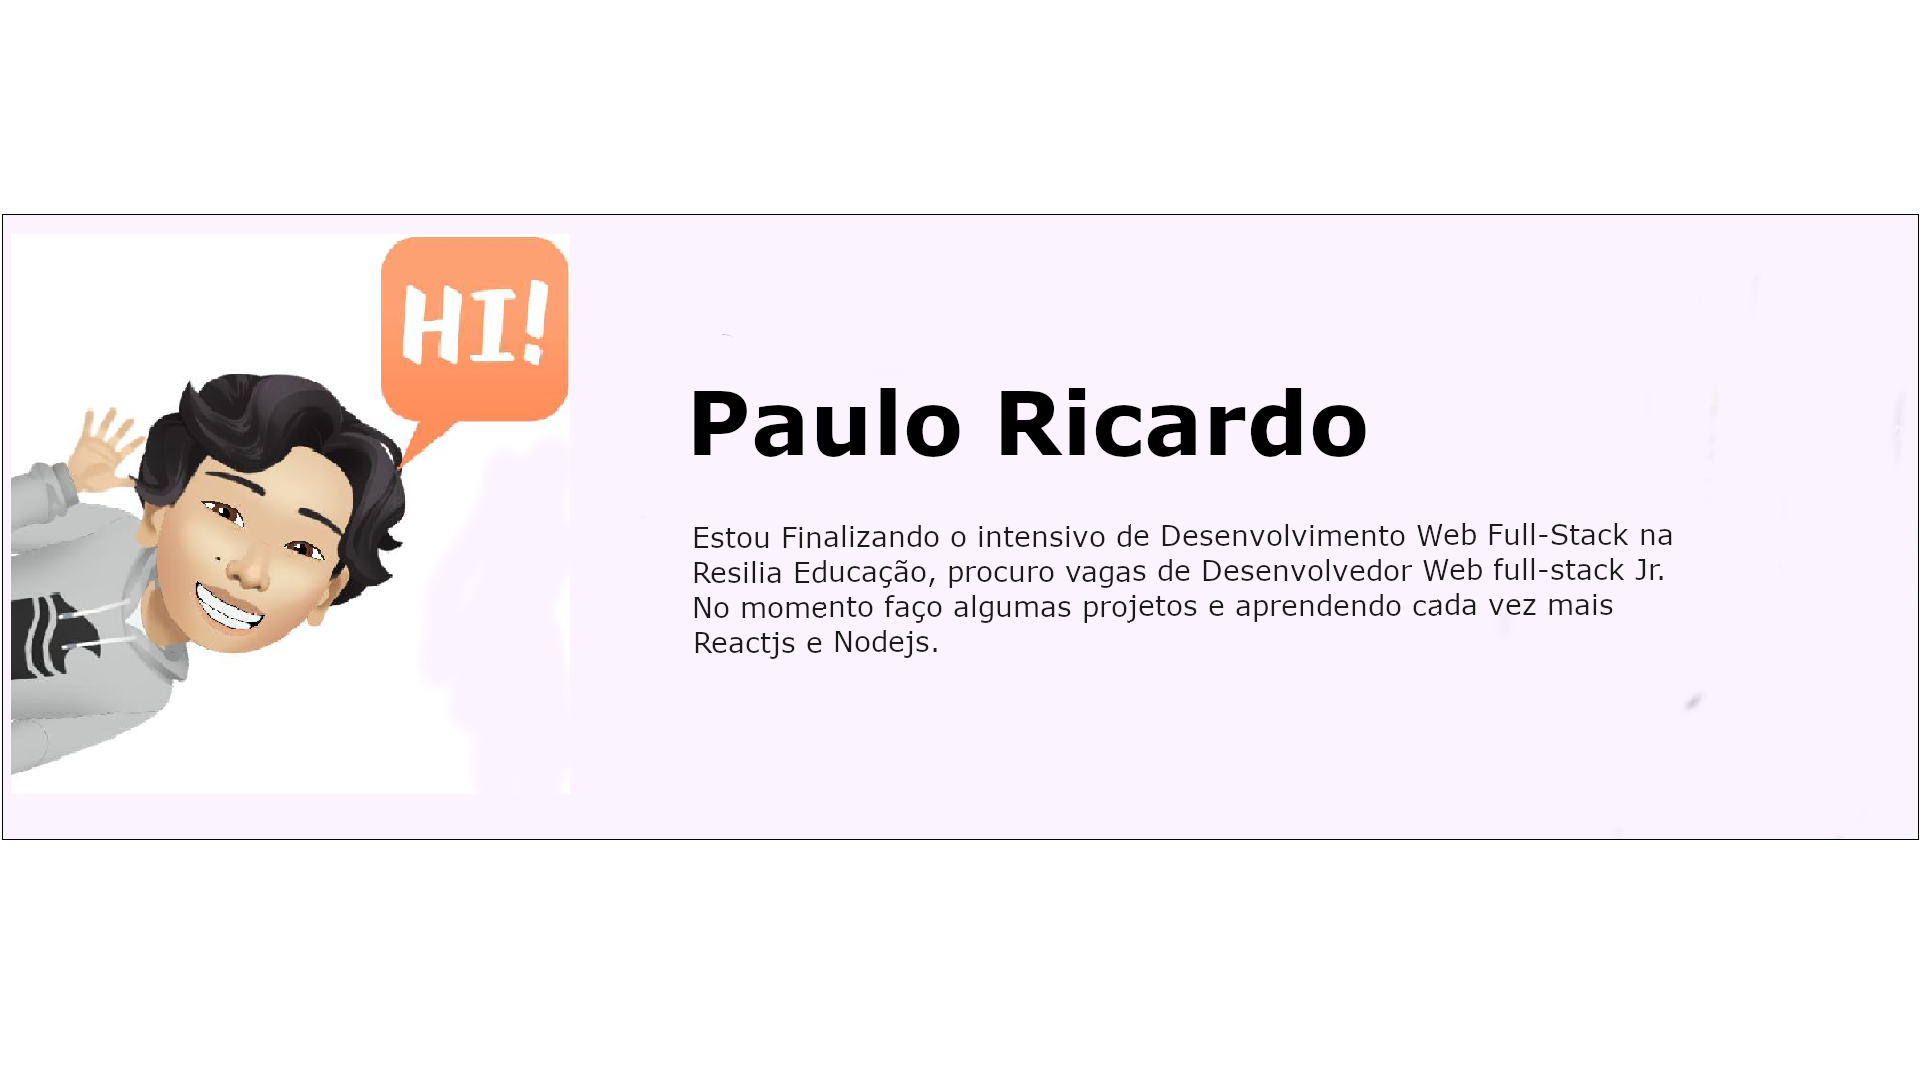 HI!
Paulo Ricardo
Estou Finalizando o intensivo de Desenvolvimento Web Full-Stack na
Resilia Educação, procuro vagas de Desenvolvedor Web full-stack Jr.
No momento faço algumas projetos e aprendendo cada vez mais
Reactjs e Nodejs.